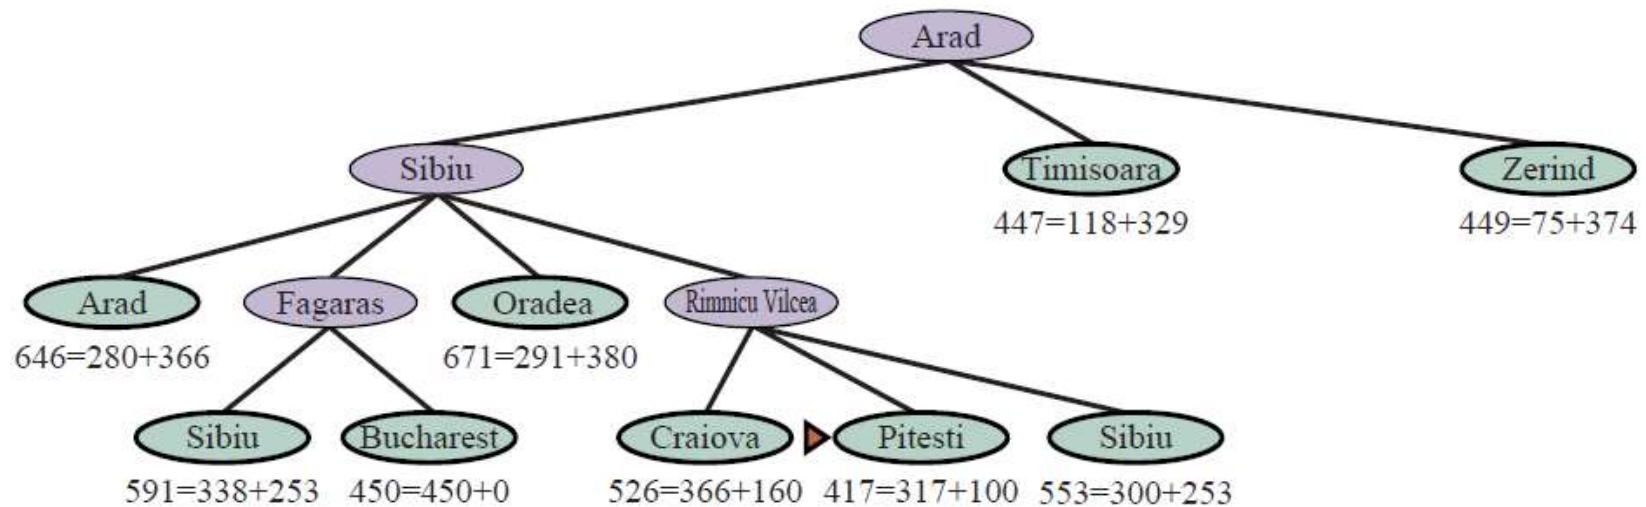 Arad
Sibiu
Timisoara
Zerind
447=118+329
449=75+374
Arad
Fagaras
Oradea
Rimnicu Vilcea
646=280+366
671=291+380
Sibiu
Bucharest
Craiova
Pitesti
Sibiu
591=338+253
450=450+0
526=366+160
417=317+100
553=300+253